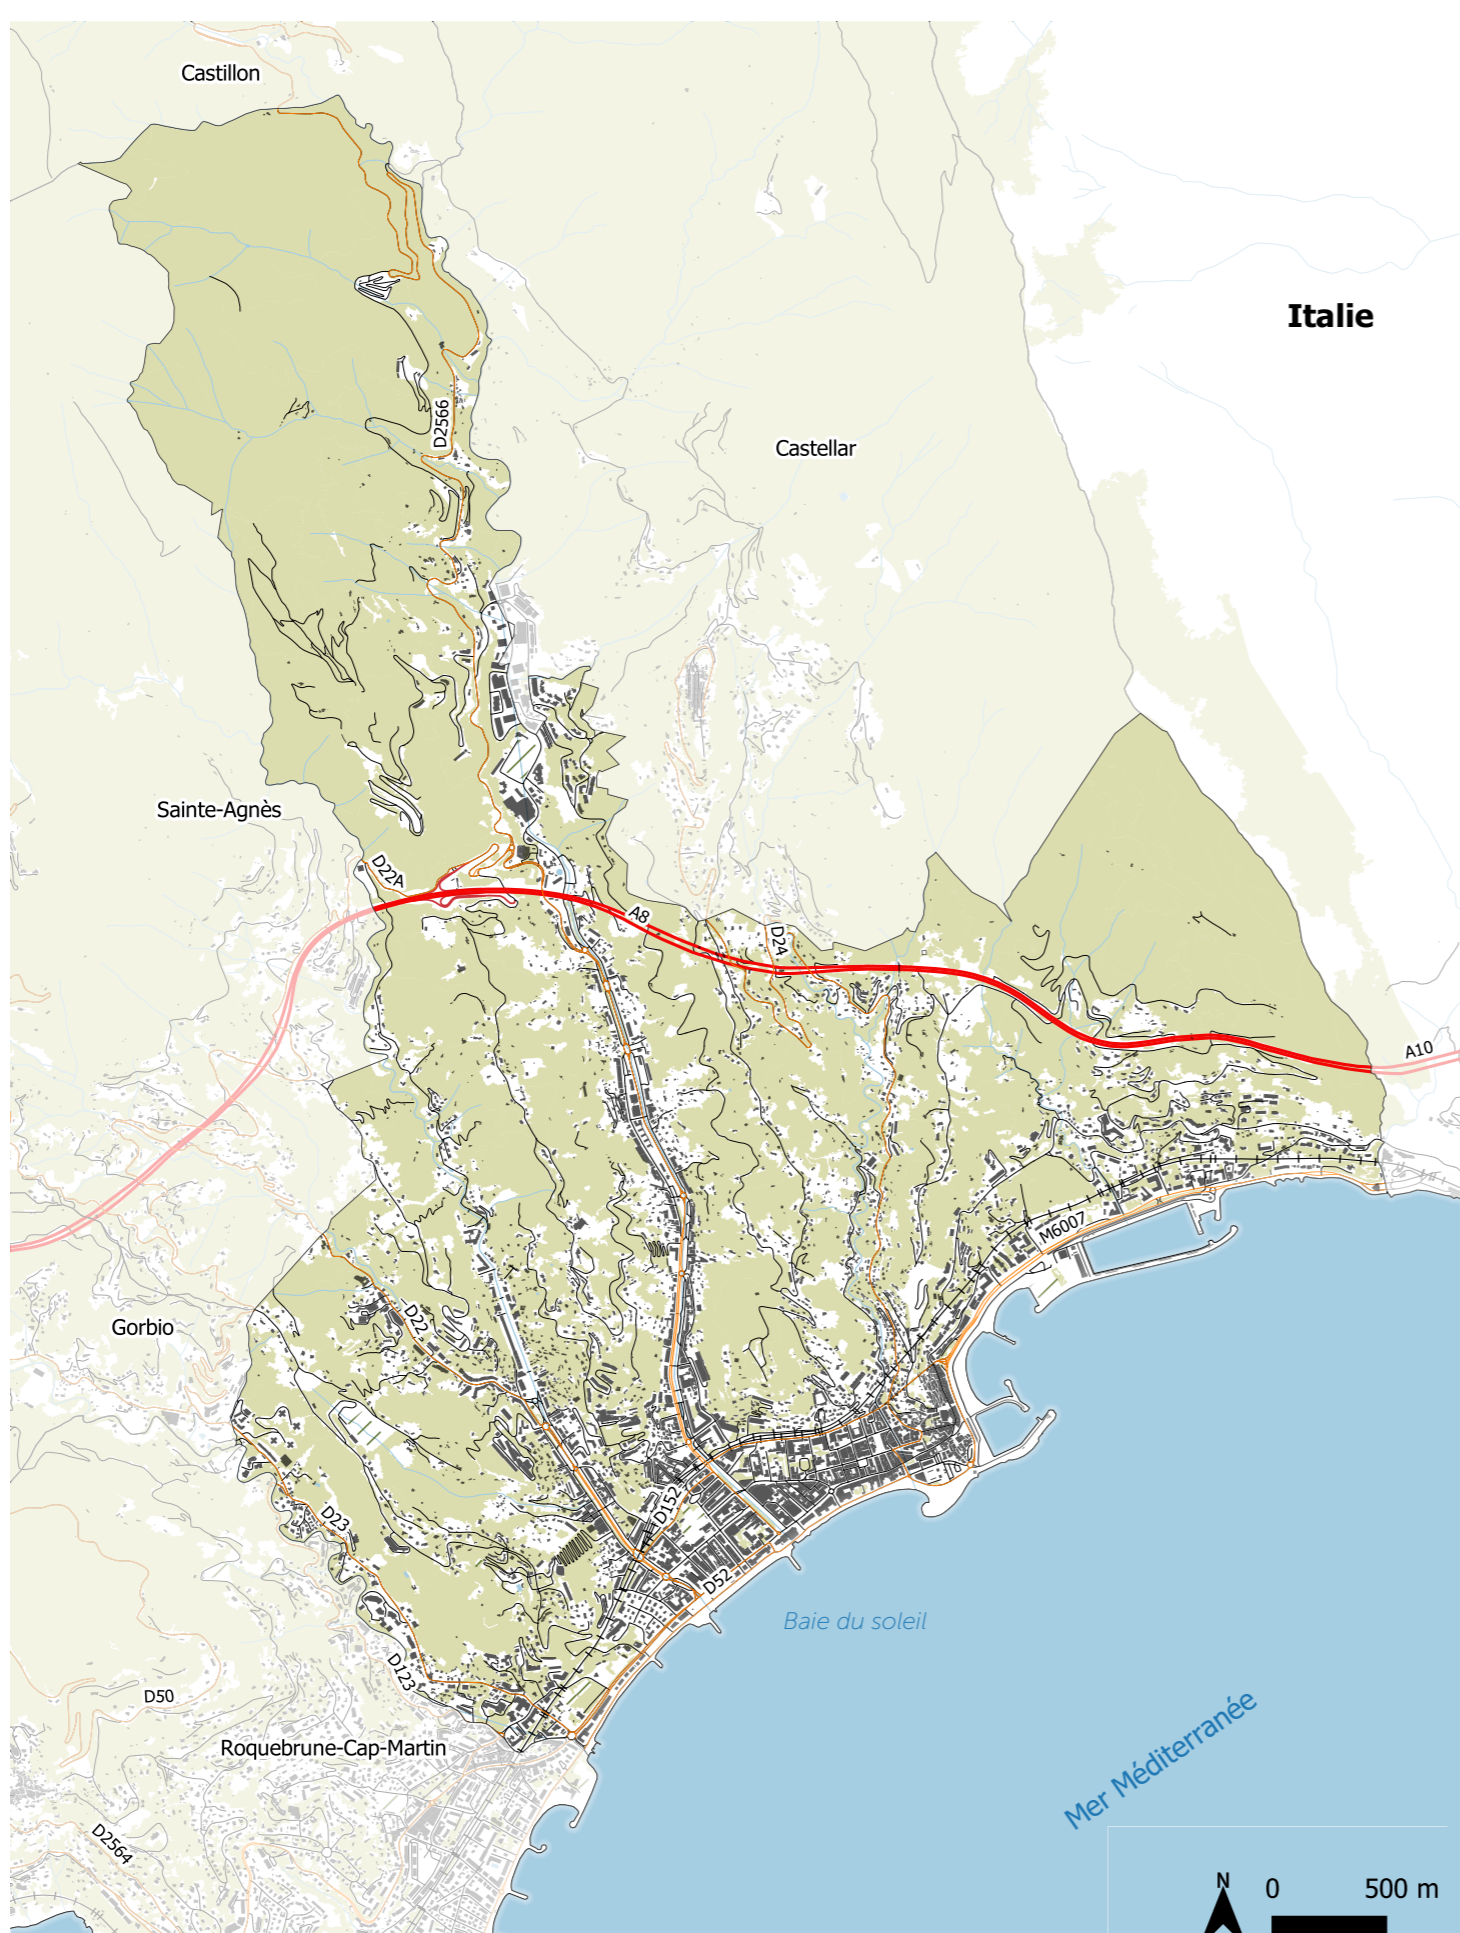 Castillon
Italie
D2566
Castellar
Sainte-Agnès
D22A
A8
D24
A10
M6007
D22
Gorbio
D152
D23
D52
Baie du soleil
D123
D50
Mer Méditerranée
Roquebrune-Cap-Martin
D2564
N
0 500 m